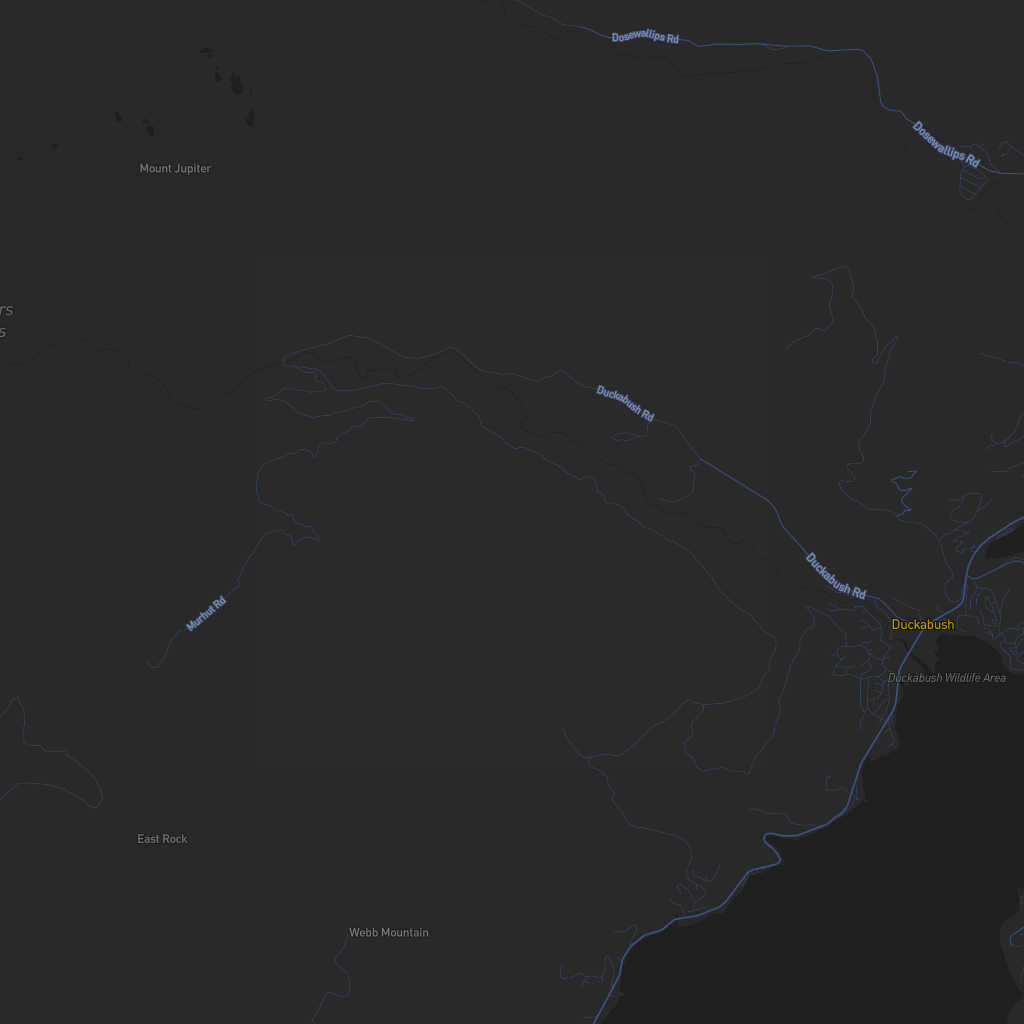 Dosewallips Rd
Dosewallips Rd
Mount Jupiter
rs
s
Duckabush Rd
Duckabush Rd
Murhut Rd
Duckabush
Duckabush Wildlife Area
East Rock
Webb Mountain